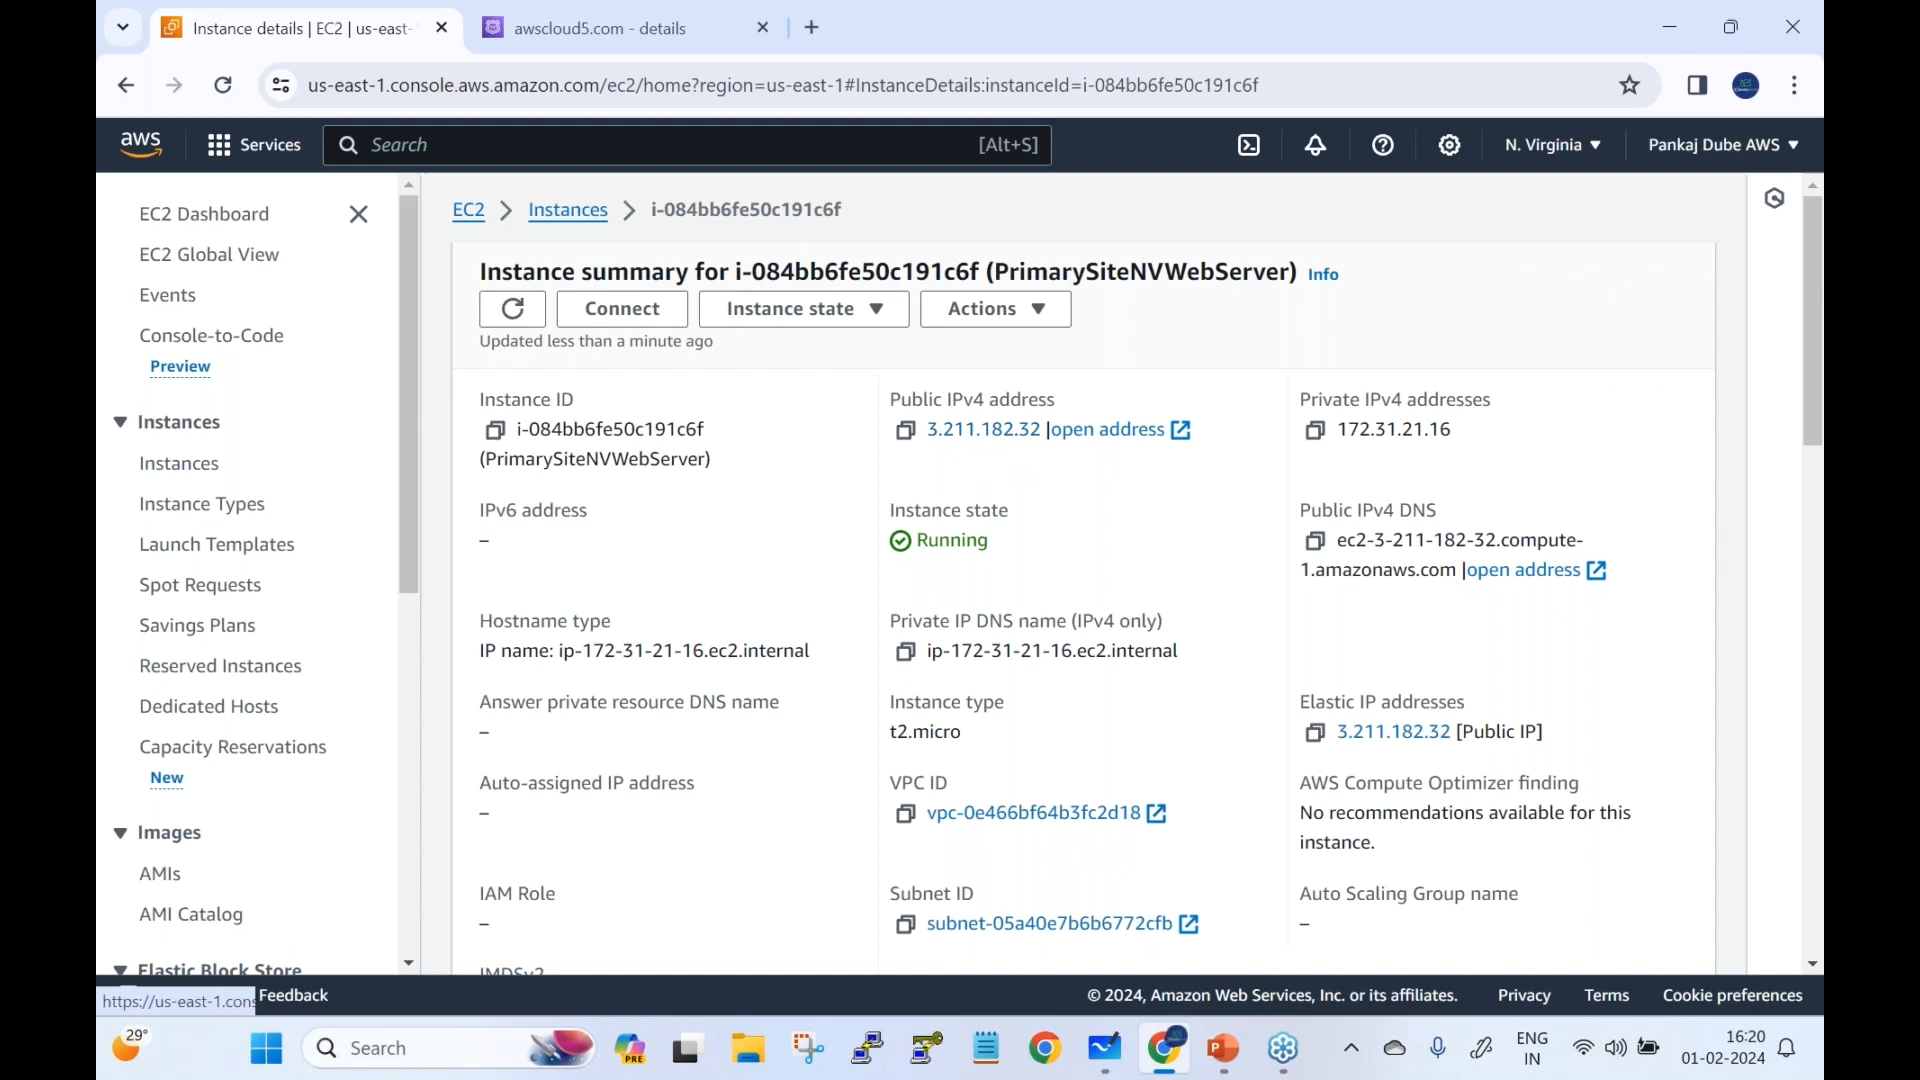 Instance details | EC2 | us-east-
awscloud5.com - details
us-east-1.console.aws.amazon.com/ec2/home?region=us-east-1#InstanceDetails:instanceId=i-084bb6fe50c191c6f
aws
Services
Search
[Alt+S]
N. Virginia
Pankaj Dube AWS
EC2 Dashboard
EC2 Global View
Events
Console-to-Code
Preview
Instances
Instances
Instance Types
Launch Templates
Spot Requests
Savings Plans
Reserved Instances
Dedicated Hosts
Capacity Reservations
New
Images
AMIs
AMI Catalog
Elastic Block Store
EC2
Instances
i-084bb6fe50c191c6f
Instance summary for i-084bb6fe50c191c6f (PrimarySiteNVWebServer) Info
Connect
Instance state
Actions
Updated less than a minute ago
Instance ID
i-084bb6fe50c191c6f
(PrimarySiteNVWebServer)
Public IPv4 address
3.211.182.32 |open address
Private IPv4 addresses
172.31.21.16
IPv6 address
–
Instance state
Running
Public IPv4 DNS
ec2-3-211-182-32.compute-
1.amazonaws.com |open address
Hostname type
IP name: ip-172-31-21-16.ec2.internal
Private IP DNS name (IPv4 only)
ip-172-31-21-16.ec2.internal
Answer private resource DNS name
–
Instance type
t2.micro
Elastic IP addresses
3.211.182.32 [Public IP]
Auto-assigned IP address
–
VPC ID
vpc-0e466bf64b3fc2d18
AWS Compute Optimizer finding
No recommendations available for this
instance.
IAM Role
–
Subnet ID
subnet-05a40e7b6b6772cfb
Auto Scaling Group name
–
IMDSv2
https://us-east-1.cons
Feedback
© 2024, Amazon Web Services, Inc. or its affiliates.
Privacy
Terms
Cookie preferences
29°
Search
PRE
ENG
IN
16:20
01-02-2024